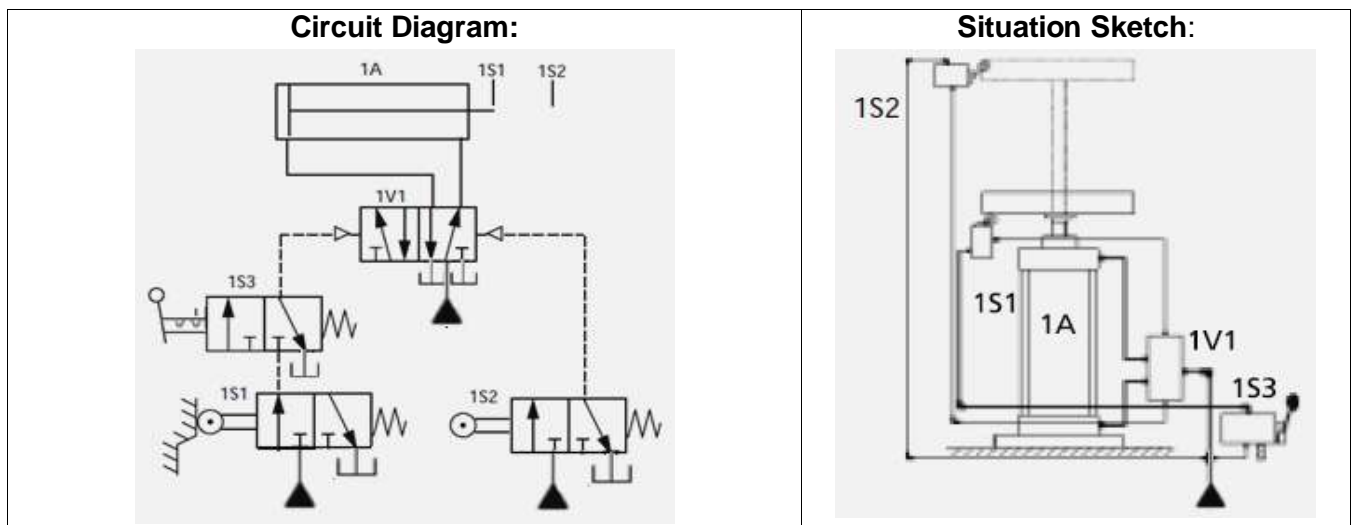 Circuit Diagram:
1A
1S1
1S2
1V1
1S3
1S1
1S2
Situation Sketch:
1S2
1S1
1A
1V1
1S3